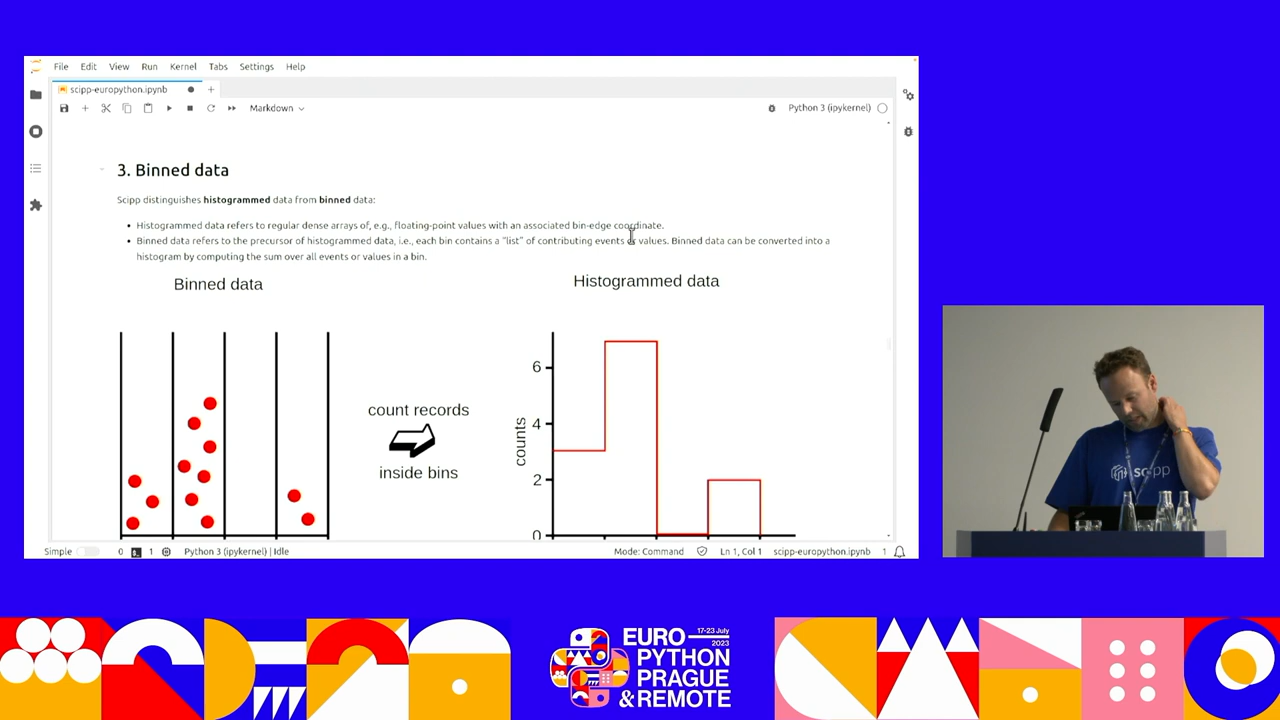 File Edit View Run Kernel Tabs Settings Help
scipp-europython.ipynb
Markdown
Python 3 (ipykernel)
3. Binned data
Scipp distinguishes histogrammed data from binned data:
Histogrammed data refers to regular dense arrays of, e.g., floating-point values with an associated bin-edge coordinate.
Binned data refers to the precursor of histogrammed data, i.e., each bin contains a "list" of contributing events or values. Binned data can be converted into a
histogram by computing the sum over all events or values in a bin.
Binned data
Histogrammed data
count records
inside bins
counts
6
4
2
0
Simple 0 1 Python 3 (ipykernel) | Idle Mode: Command Ln 1, Col 1 scipp-europython.ipynb 1
scipp
EURO 17-23 July 2023
PYTHON
PRAGUE
& REMOTE